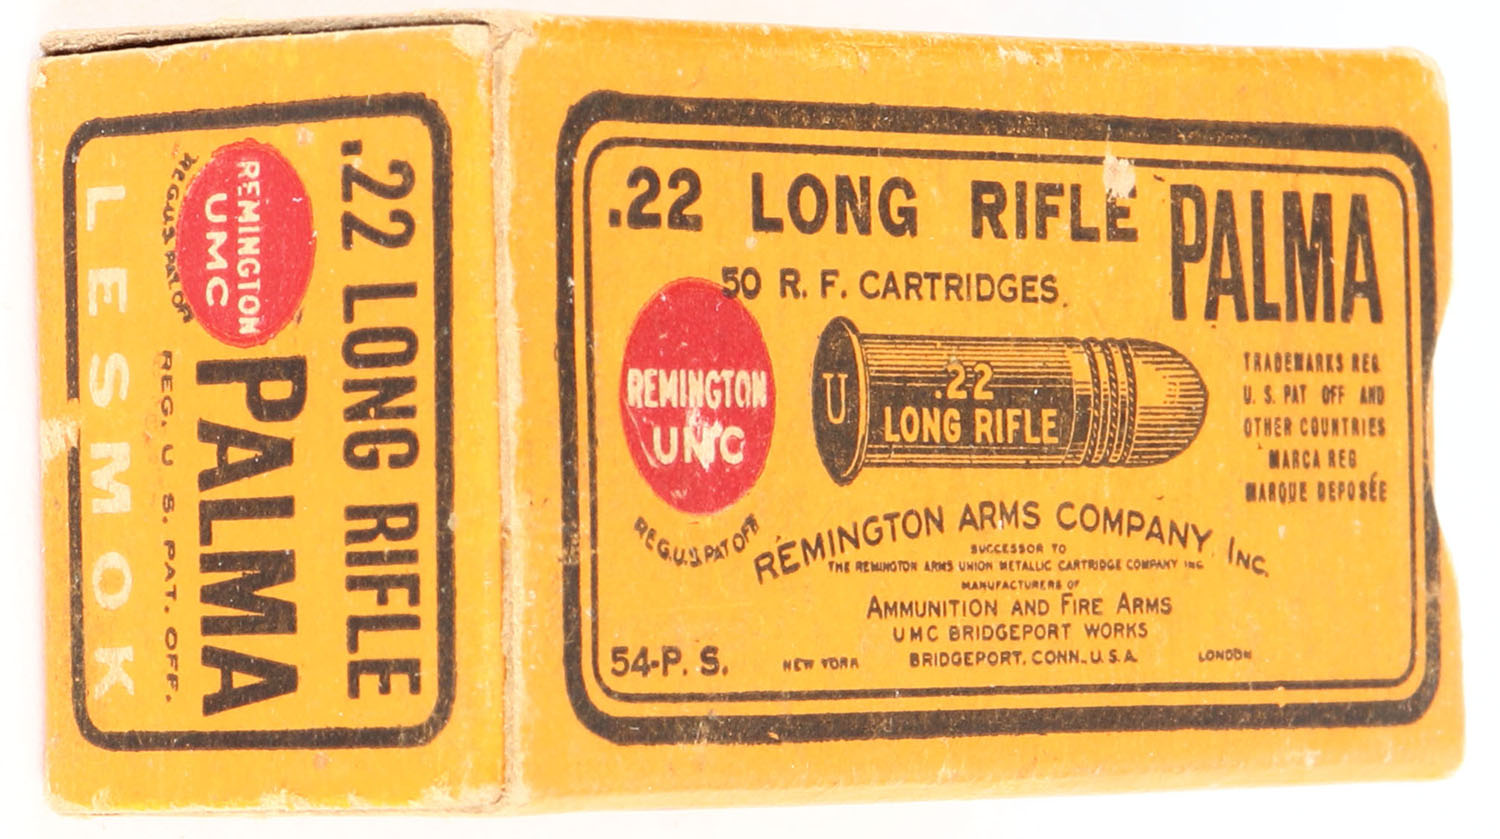 .22 LONG RIFLE
REMINGTON
UMC
REG. U.S. PAT. OFF.
PALMA
REG. U. S. PAT. OFF.
LESMOK
.22 LONG RIFLE PALMA
50 R. F. CARTRIDGES.
REMINGTON
UMC
REG. U.S. PAT OFF
U
.22
LONG RIFLE
TRADEMARKS REG
U. S. PAT OFF AND
OTHER COUNTRIES
MARCA REG
MARQUE DEPOSÉE
REMINGTON ARMS COMPANY, INC.
SUCCESSOR TO
THE REMINGTON ARMS UNION METALLIC CARTRIDGE COMPANY INC
MANUFACTURERS OF
AMMUNITION AND FIRE ARMS
UMC BRIDGEPORT WORKS
54-P. S. NEW YORK BRIDGEPORT, CONN. U.S.A. LONDON